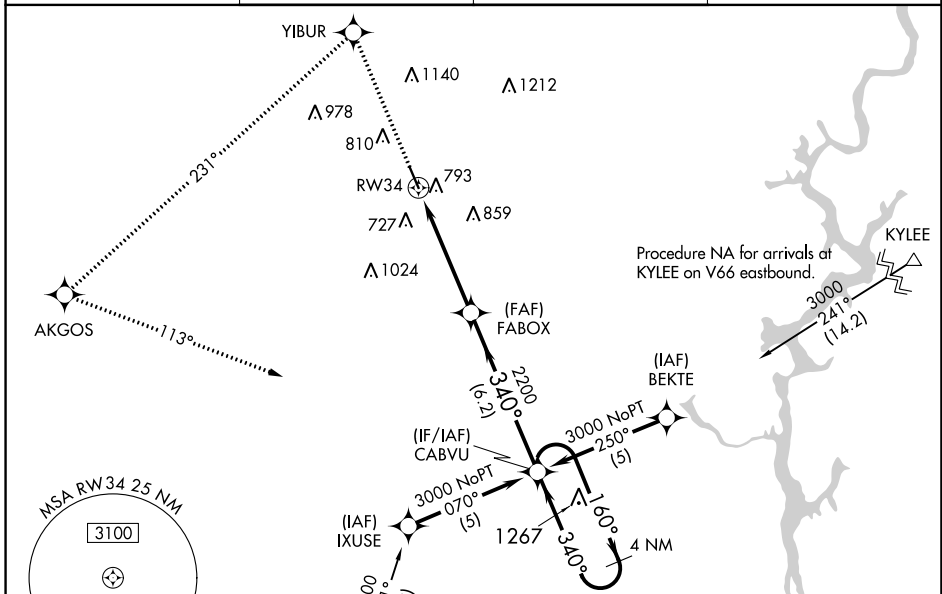 YIBUR
1140
1212
978
810
231°
RW34
793
727
859
1024
Procedure NA for arrivals at
KYLEE on V66 eastbound.
KYLEE
3000
241°
(14.2)
AKGOS
113°
(FAF)
FABOX
2200
340°
(6.2)
(IAF)
BEKTE
3000 NoPT
250°
(5)
(IF/IAF)
CABVU
3000 NoPT
070°
(5)
(IAF)
IXUSE
1267
160°
340°
4 NM
MSA RW34 25 NM
3100